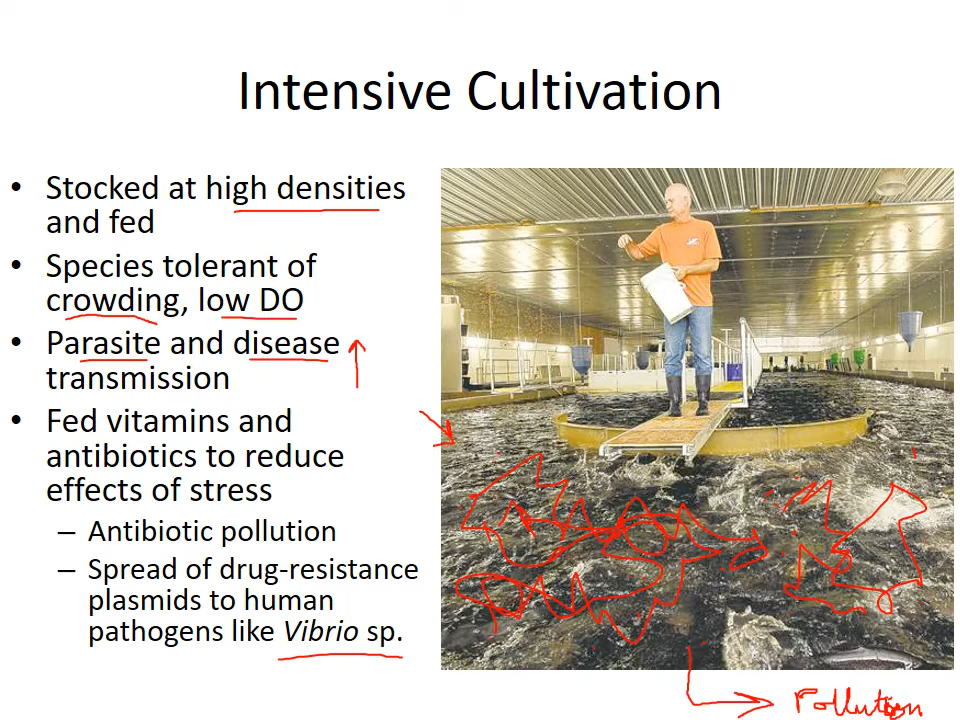 Intensive Cultivation
• Stocked at high densities
and fed
• Species tolerant of
crowding, low DO
• Parasite and disease
transmission
• Fed vitamins and
antibiotics to reduce
effects of stress
– Antibiotic pollution
– Spread of drug-resistance
plasmids to human
pathogens like Vibrio sp.
Pollution